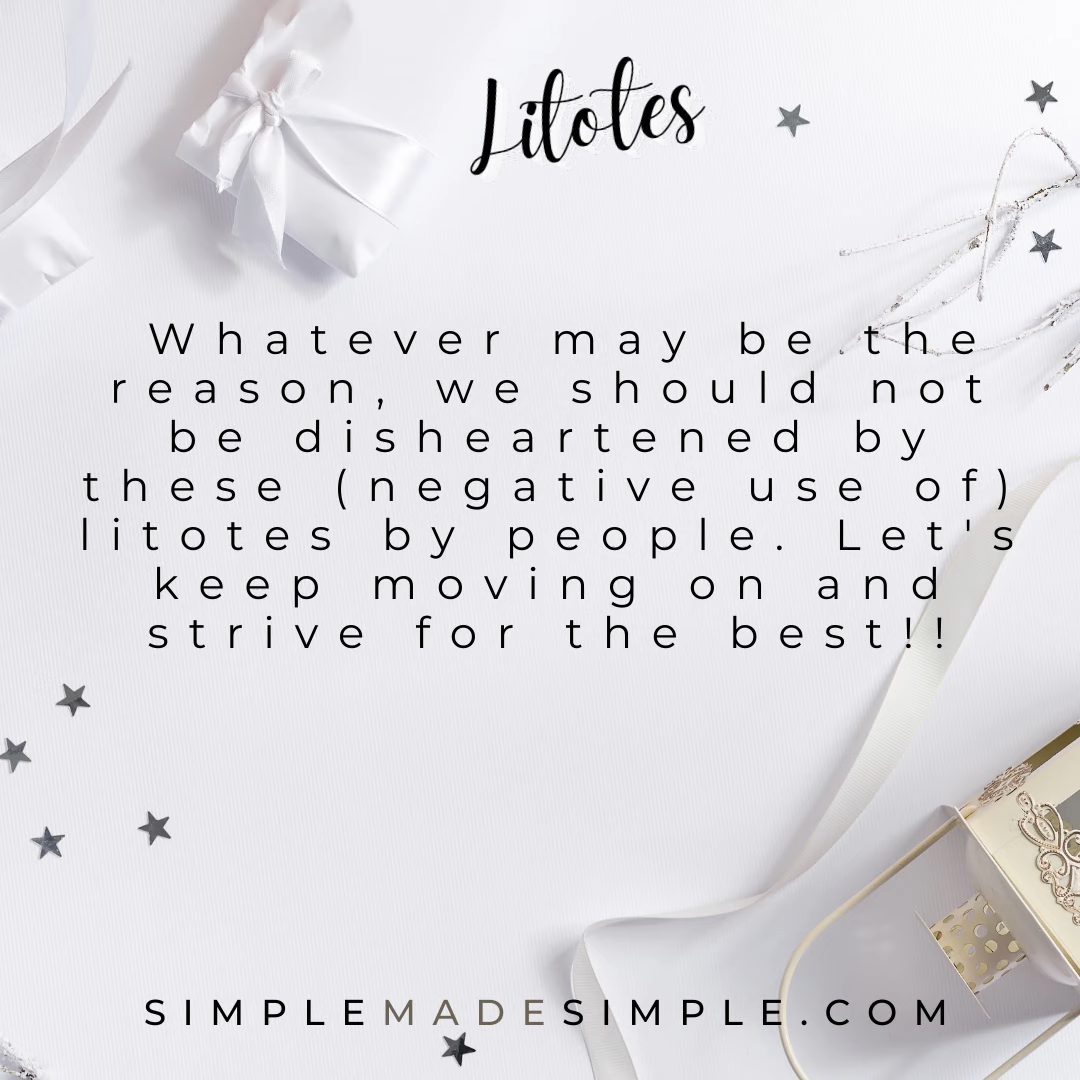 Litotes
Whatever may be the
reason, we should not
be disheartened by
these (negative use of)
litotes by people. Let's
keep moving on and
strive for the best!!
SIMPLEMADESIMPLE.COM